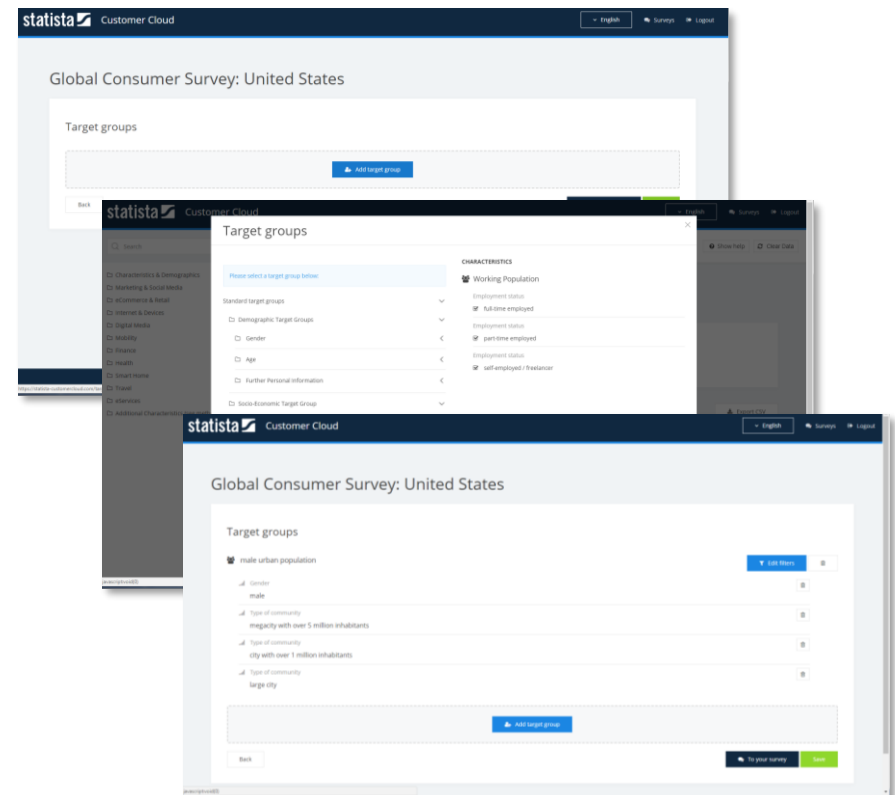 statista Customer Cloud
English
Surveys
Logout
Global Consumer Survey: United States
Target groups
Add target group
Back
statista Customer Cloud
English
Surveys
Logout
Search
Show help
Clear Data
Characteristics & Demographics
Marketing & Social Media
eCommerce & Retail
Internet & Devices
Digital Media
Mobility
Finance
Health
Smart Home
Travel
eServices
Additional Characteristics
Export CSV
Target groups
Please select a target group below:
Standard target groups
Demographic Target Groups
Gender
Age
Further Personal Information
Socio-Economic Target Group
CHARACTERISTICS
Working Population
Employment status
full-time employed
Employment status
part-time employed
Employment status
self-employed / freelancer
statista Customer Cloud
English
Surveys
Logout
Global Consumer Survey: United States
Target groups
male urban population
Edit filters
Gender
male
Type of community
megacity with over 5 million inhabitants
Type of community
city with over 1 million inhabitants
Type of community
large city
Add target group
Back
To your survey
Save